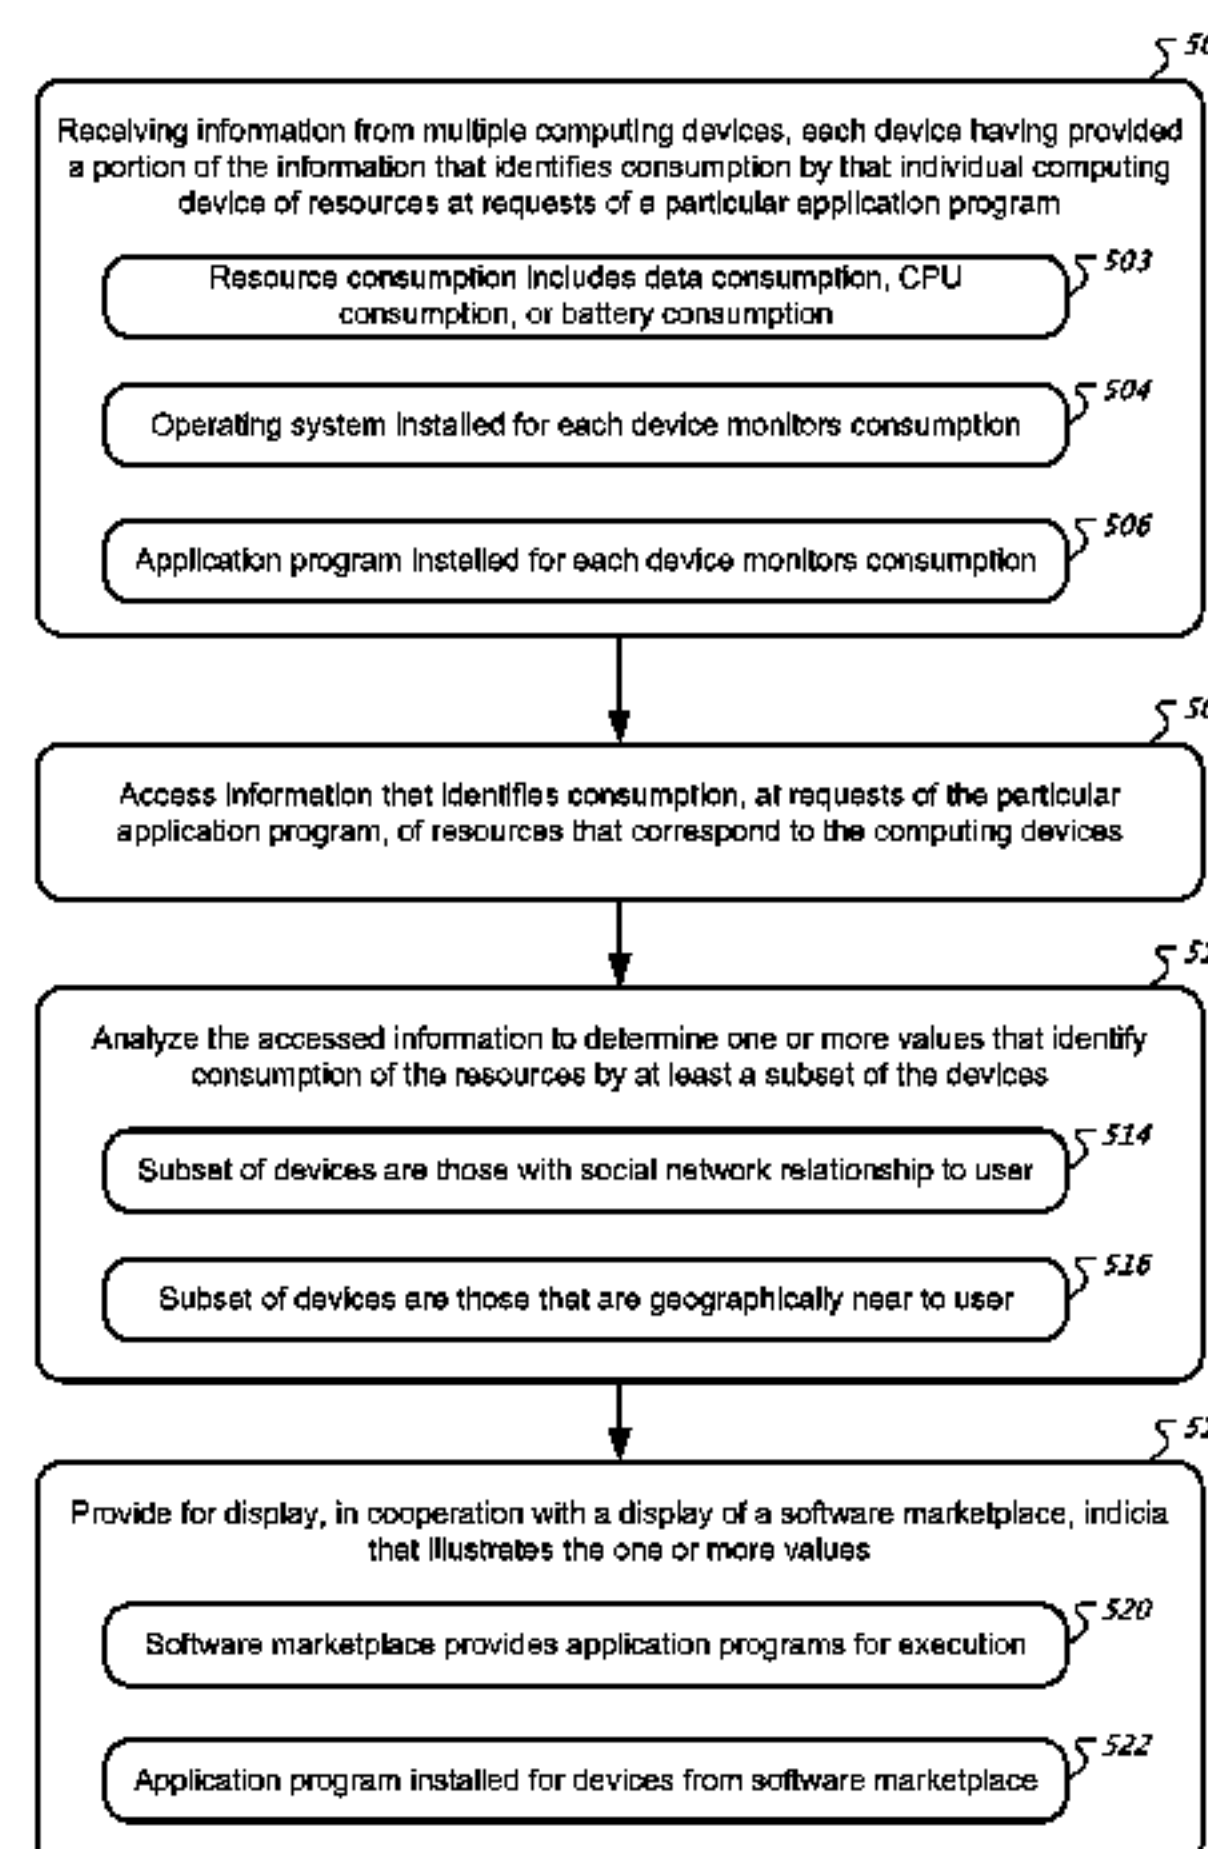 Receiving information from multiple computing devices, each device having provided
a portion of the information that identifies consumption by that individual computing
device of resources at requests of a particular application program
503
Resource consumption includes data consumption, CPU
consumption, or battery consumption
504
Operating system installed for each device monitors consumption
506
Application program installed for each device monitors consumption
Access information that identifies consumption, at requests of the particular
application program, of resources that correspond to the computing devices
Analyze the accessed information to determine one or more values that identify
consumption of the resources by at least a subset of the devices
514
Subset of devices are those with social network relationship to user
516
Subset of devices are those that are geographically near to user
Provide for display, in cooperation with a display of a software marketplace, indicia
that illustrates the one or more values
520
Software marketplace provides application programs for execution
522
Application program installed for devices from software marketplace